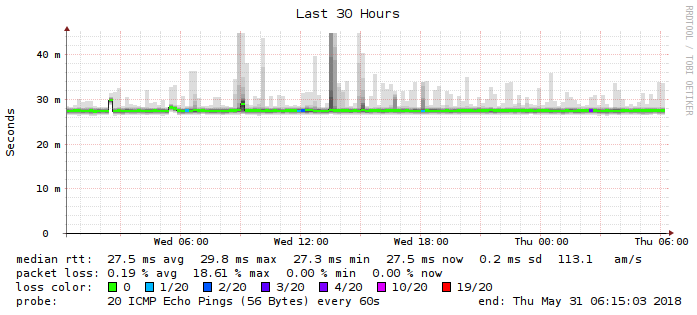 Last 30 Hours
RRDTOOL / TOBI OETIKER
Seconds
40 m
30 m
20 m
10 m
0
Wed 06:00 Wed 12:00 Wed 18:00 Thu 00:00 Thu 06:00
median rtt: 27.5 ms avg 29.8 ms max 27.3 ms min 27.5 ms now 0.2 ms sd 113.1 am/s
packet loss: 0.19 % avg 18.61 % max 0.00 % min 0.00 % now
loss color: 0 1/20 2/20 3/20 4/20 10/20 19/20
probe: 20 ICMP Echo Pings (56 Bytes) every 60s end: Thu May 31 06:15:03 2018